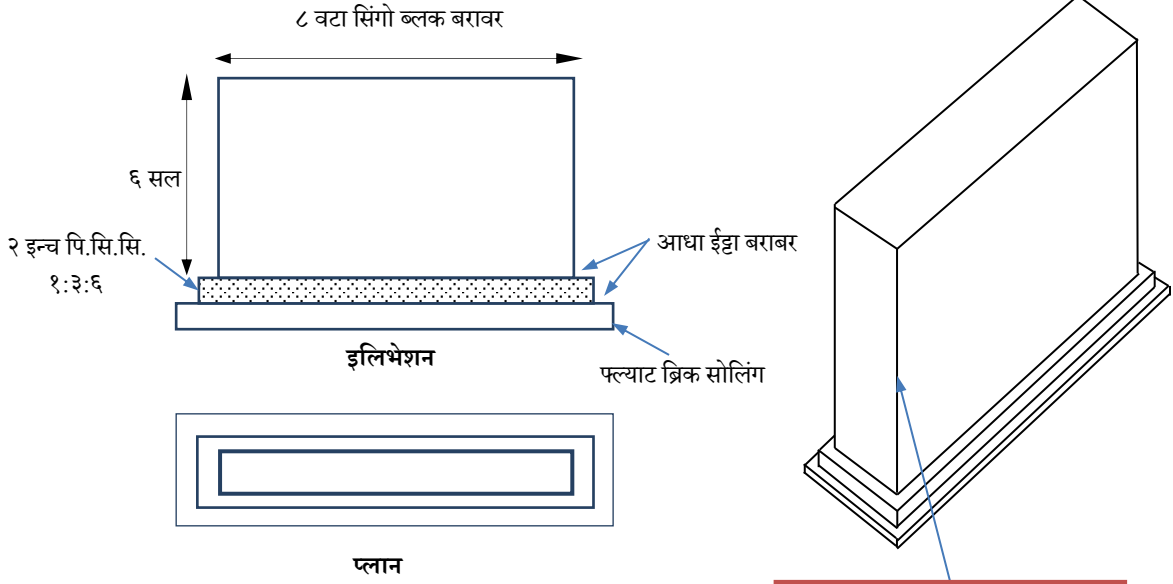 ८ वटा सिंगो ब्लक बरावर
६ सल
२ इन्च पि.सि.सि.
१:३:६
आधा ईट्टा बराबर
इलिभेशन
फ्ल्याट ब्रिक सोलिंग
प्लान